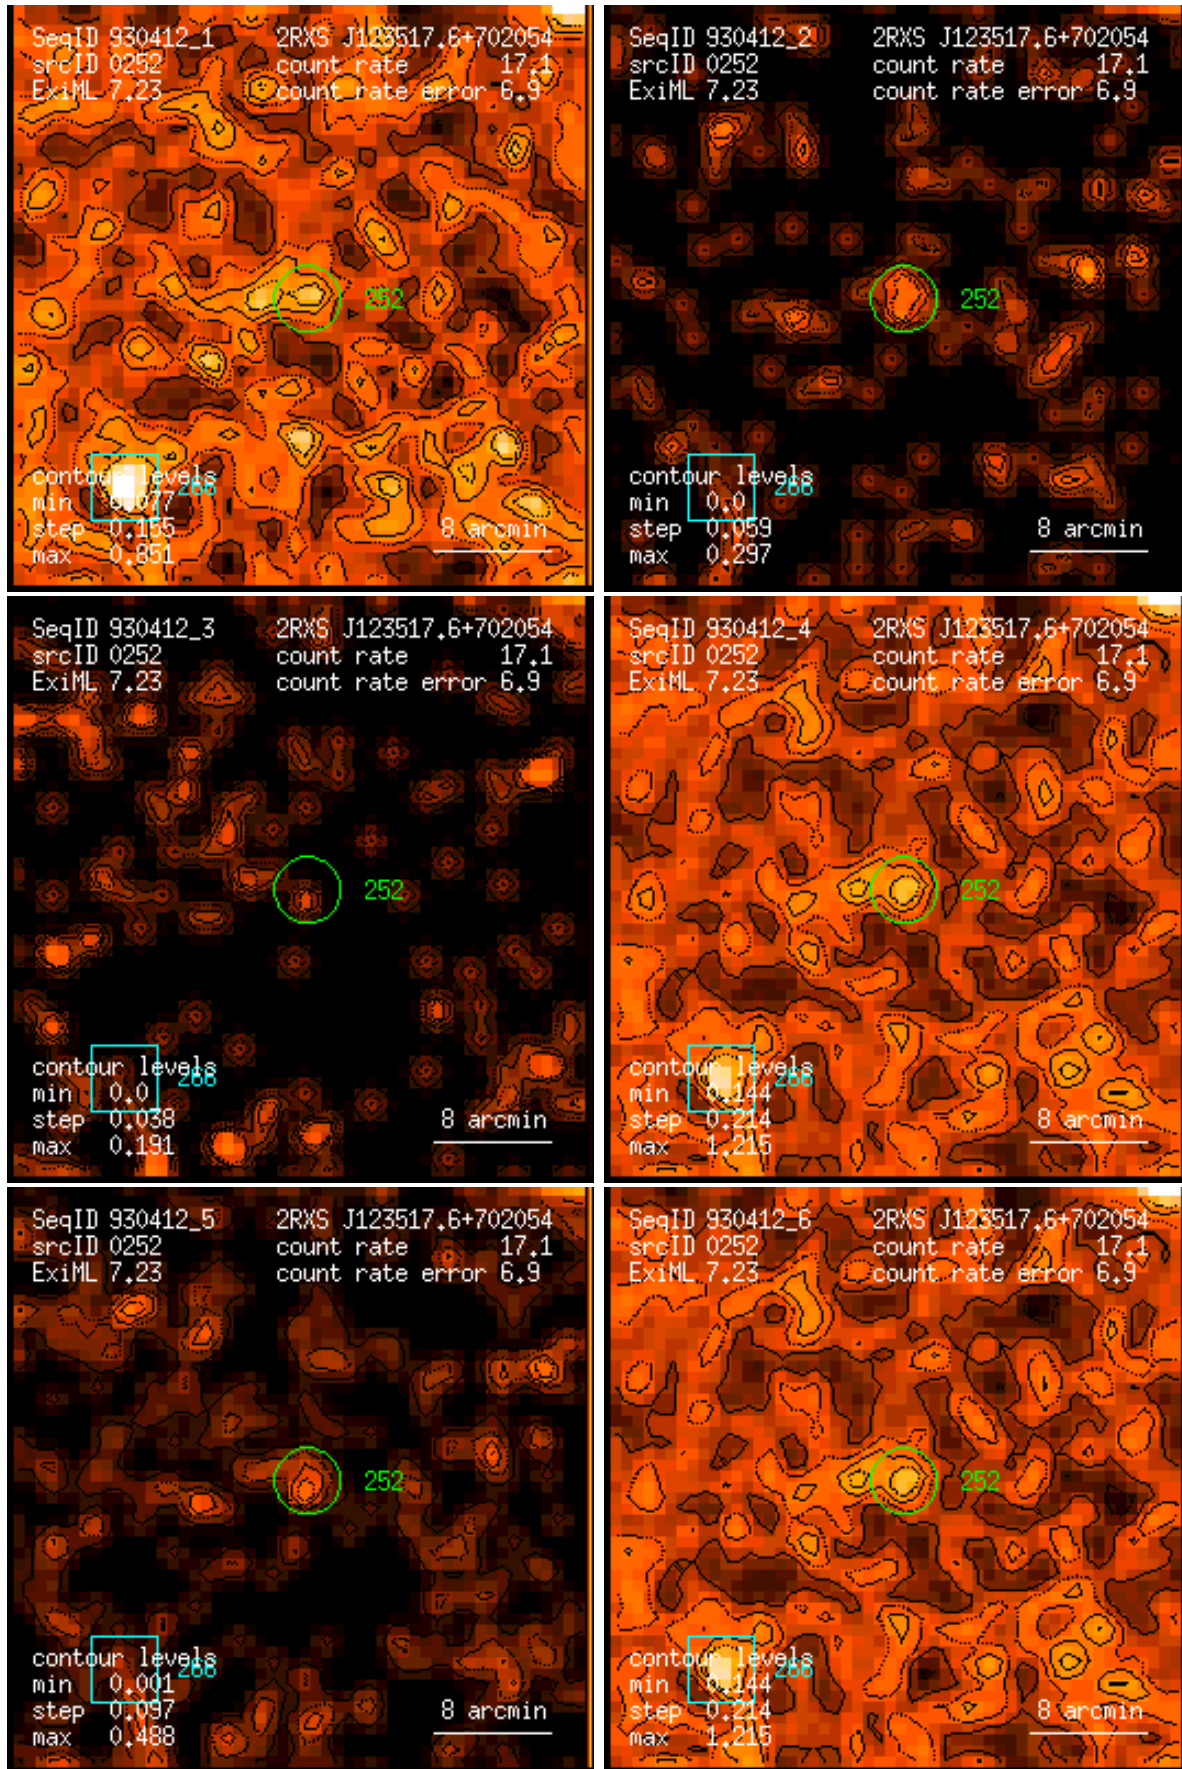 SeqID 930412_1 2RXS J123517.6+702054
srcID 0252 count rate 17.1
ExiML 7.23 count rate error 6.9
252
contour levels
266
min 0.077
step 0.155 8 arcmin
max 0.851
SeqID 930412_2 2RXS J123517.6+702054
srcID 0252 count rate 17.1
ExiML 7.23 count rate error 6.9
252
contour levels
266
min 0.0
step 0.059 8 arcmin
max 0.297
SeqID 930412_3 2RXS J123517.6+702054
srcID 0252 count rate 17.1
ExiML 7.23 count rate error 6.9
252
contour levels
266
min 0.0
step 0.038 8 arcmin
max 0.191
SeqID 930412_4 2RXS J123517.6+702054
srcID 0252 count rate 17.1
ExiML 7.23 count rate error 6.9
252
contour levels
266
min 0.144
step 0.214 8 arcmin
max 1.215
SeqID 930412_5 2RXS J123517.6+702054
srcID 0252 count rate 17.1
ExiML 7.23 count rate error 6.9
252
contour levels
266
min 0.001
step 0.097 8 arcmin
max 0.488
SeqID 930412_6 2RXS J123517.6+702054
srcID 0252 count rate 17.1
ExiML 7.23 count rate error 6.9
252
contour levels
266
min 0.144
step 0.214 8 arcmin
max 1.215